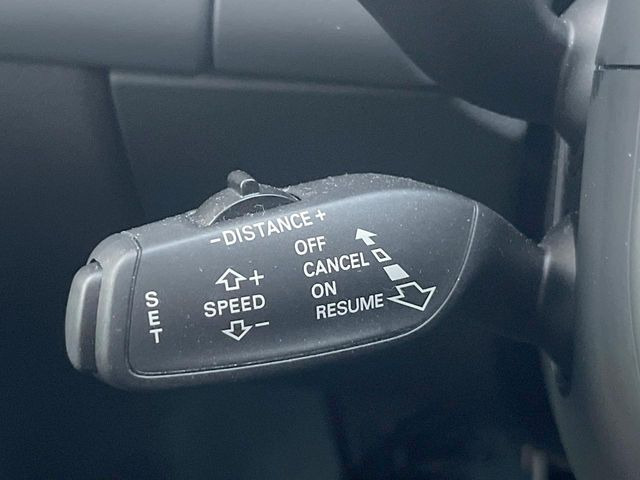 -DISTANCE+
OFF
CANCEL
ON
RESUME
+
SPEED
-
SET